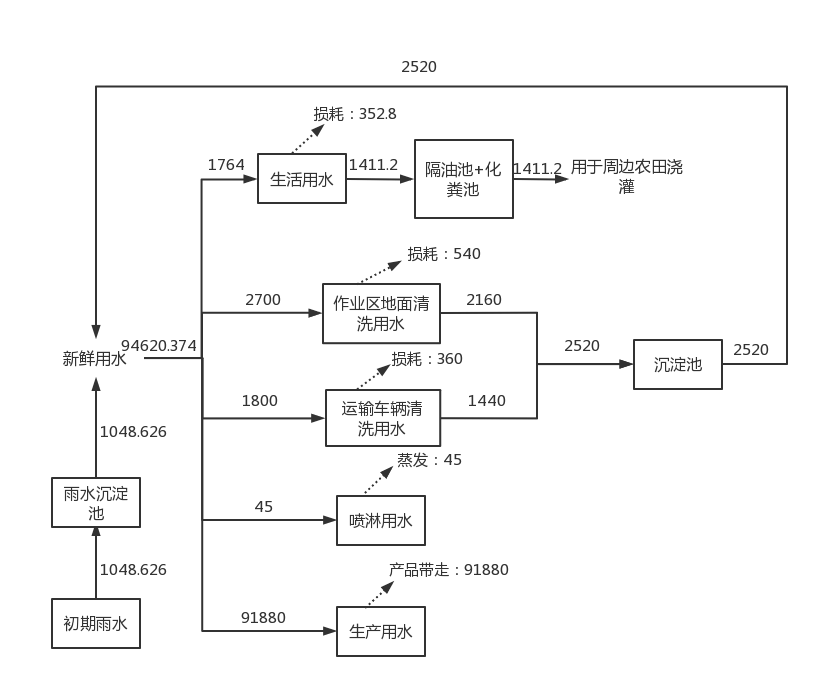 2520
损耗：352.8
1764
生活用水
1411.2
隔油池+化
粪池
1411.2
用于周边农田浇
灌
损耗：540
2700
作业区地面清
洗用水
2160
新鲜用水
94620.374
损耗：360
2520
沉淀池
2520
1800
运输车辆清
洗用水
1440
1048.626
蒸发：45
雨水沉淀
池
45
喷淋用水
1048.626
产品带走：91880
初期雨水
91880
生产用水